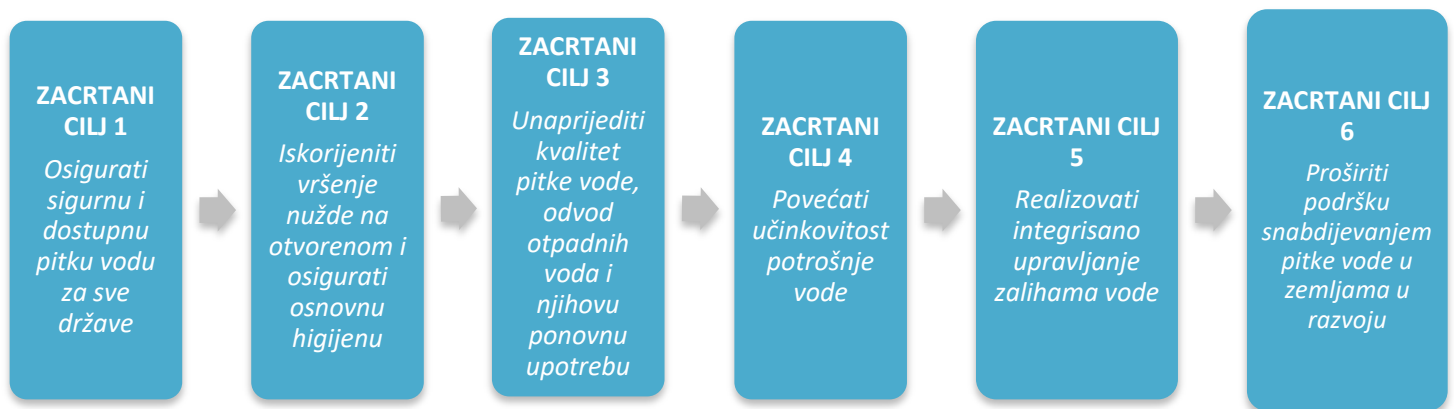 ZACRTANI
CILJ 1
Osigurati
sigurnu i
dostupnu
pitku vodu
za sve
države
ZACRTANI
CILJ 2
Iskorijeniti
vršenje
nužde na
otvorenom i
osigurati
osnovnu
higijenu
ZACRTANI
CILJ 3
Unaprijediti
kvalitet
pitke vode,
odvod
otpadnih
voda i
njihovu
ponovnu
upotrebu
ZACRTANI
CILJ 4
Povećati
učinkovitost
potrošnje
vode
ZACRTANI CILJ
5
Realizovati
integrisano
upravljanje
zalihama vode
ZACRTANI CILJ
6
Proširiti
podršku
snabdijevanjem
pitke vode u
zemljama u
razvoju